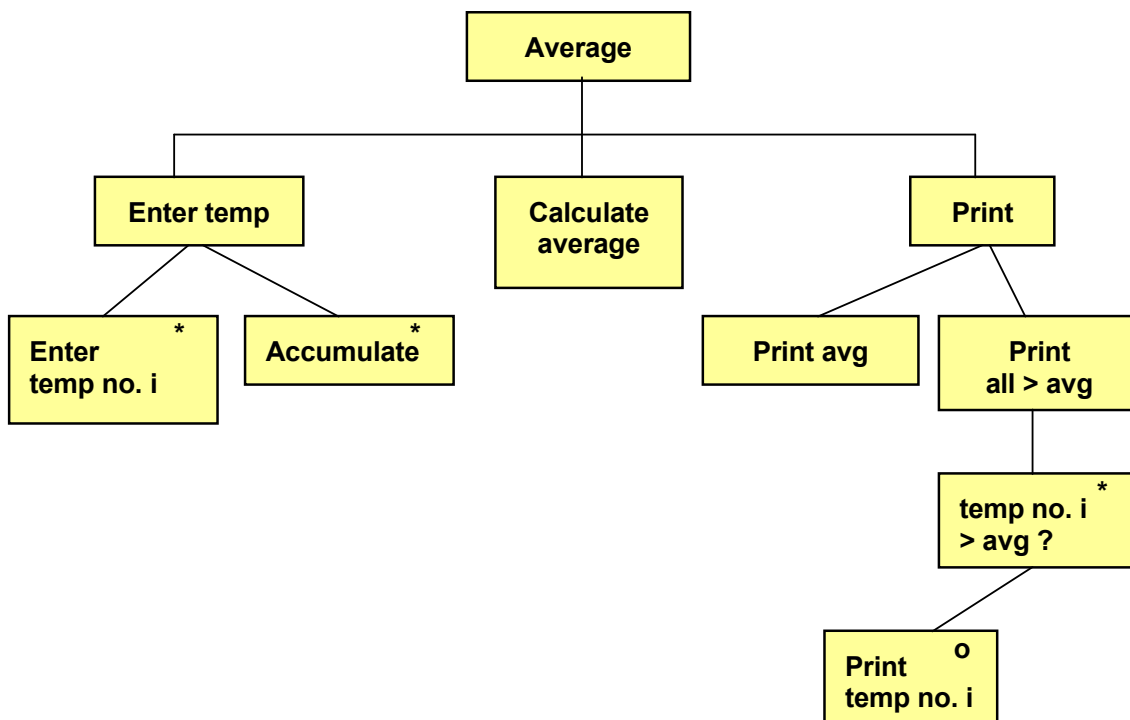 Average
Enter temp
Calculate
average
Print
*
Enter
temp no. i
*
Accumulate
Print avg
Print
all > avg
*
temp no. i
> avg ?
o
Print
temp no. i